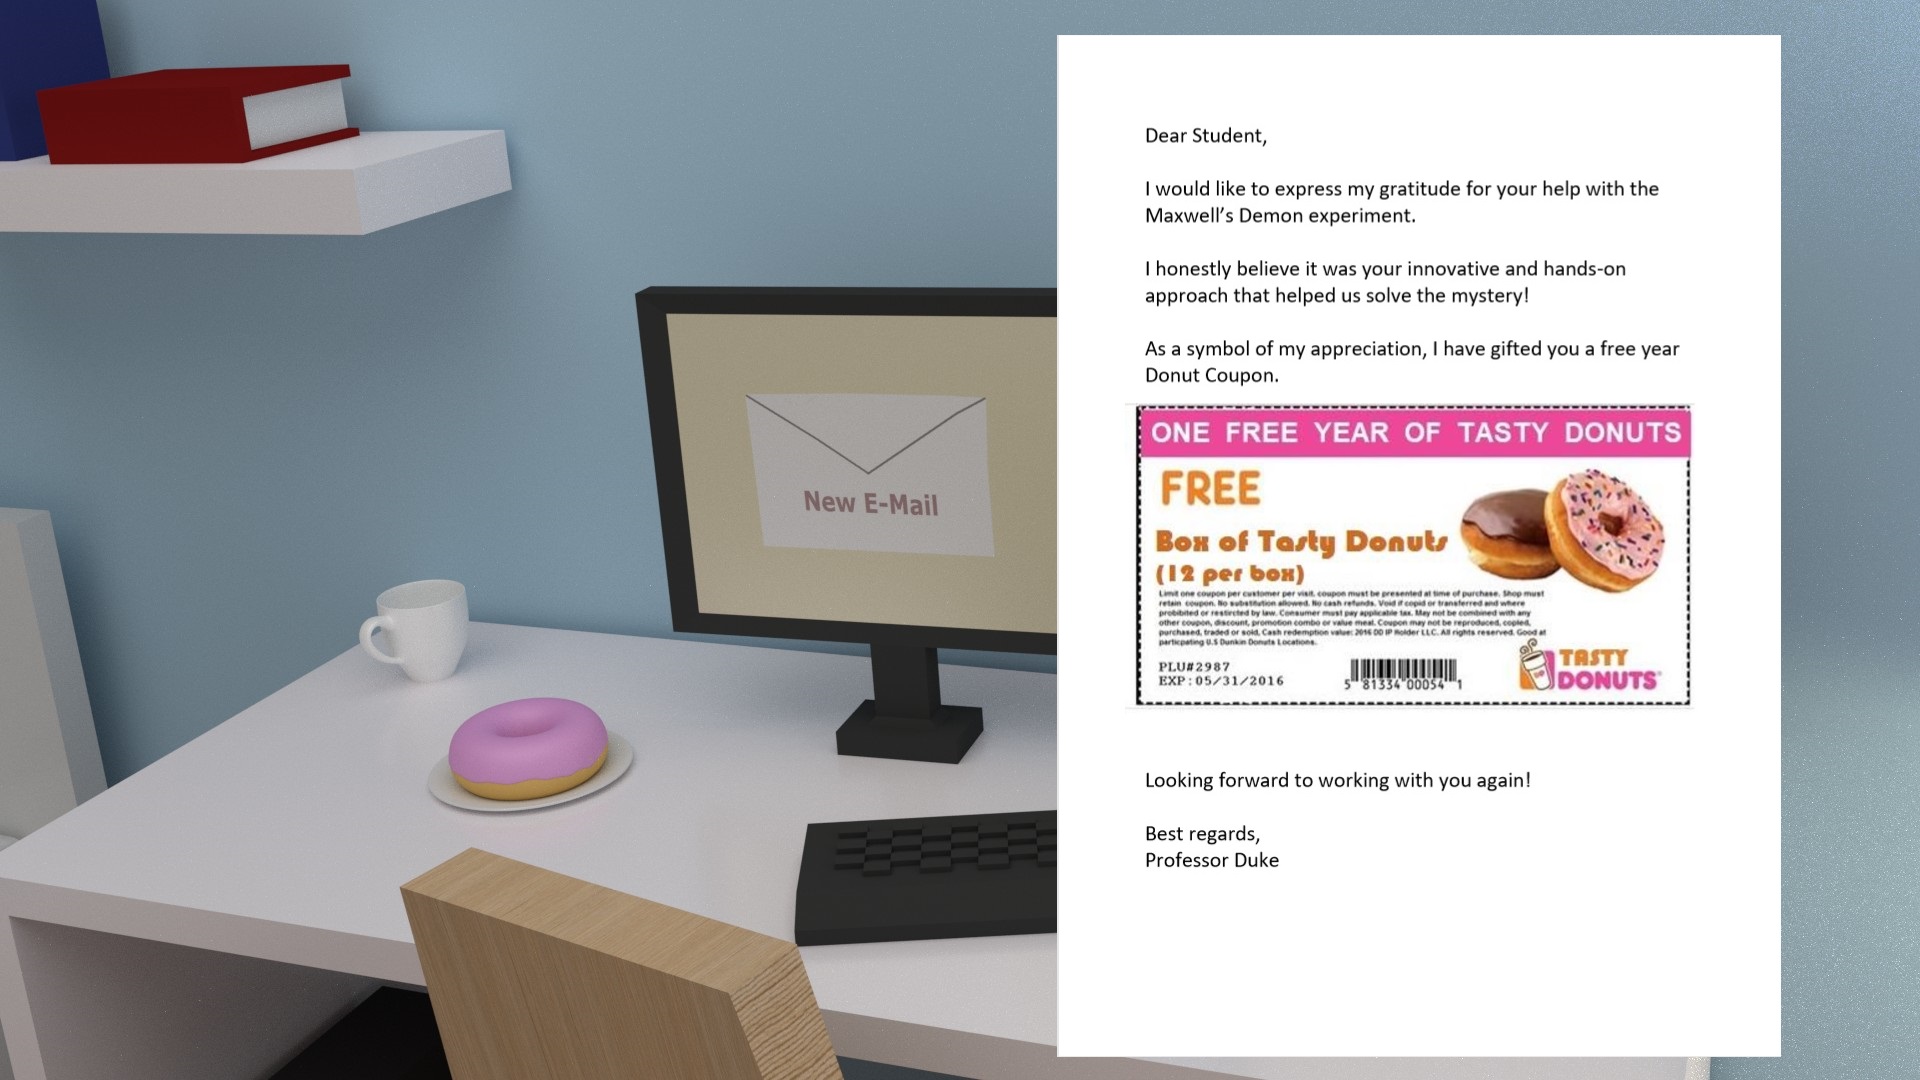 New E-Mail
Dear Student,
I would like to express my gratitude for your help with the
Maxwell’s Demon experiment.
I honestly believe it was your innovative and hands-on
approach that helped us solve the mystery!
As a symbol of my appreciation, I have gifted you a free year
Donut Coupon.
ONE FREE YEAR OF TASTY DONUTS
FREE
Box of Tasty Donuts
(12 per box)
Limit one coupon per customer per visit. coupon must be presented at time of purchase. Shop must
retain coupon. No substitution allowed. No cash refunds. Void if copid or transferred and where
prohibited or restircted by law. Consumer must pay applicable tax. May not be combined with any
other coupon, discount, promotion combo or value meal. Coupon may not be reproduced, copied,
purchased, traded or sold, Cash redemption value: 2016 DD IP Holder LLC. All rights reserved. Good at
particpating U.S Dunkin Donuts Locations.
PLU#2987
EXP:05/31/2016
5 81334 00054 1
TASTY
DONUTS
Looking forward to working with you again!
Best regards,
Professor Duke